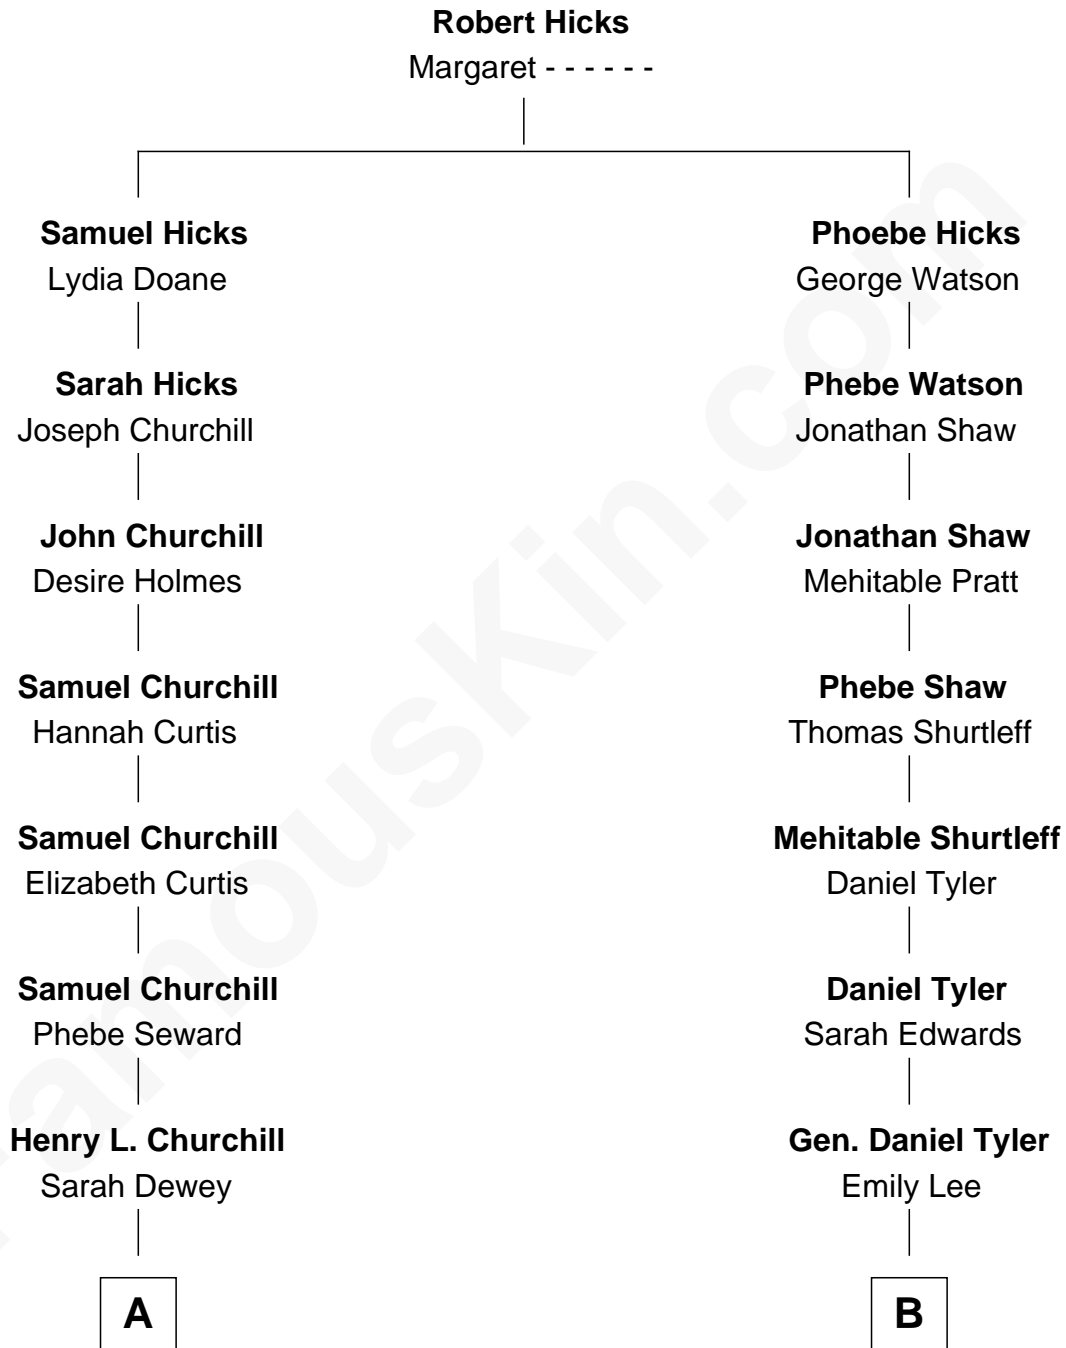 Robert Hicks
Margaret - - - - - -
Samuel Hicks
Lydia Doane
Phoebe Hicks
George Watson
Sarah Hicks
Joseph Churchill
Phebe Watson
Jonathan Shaw
John Churchill
Desire Holmes
Jonathan Shaw
Mehitable Pratt
Samuel Churchill
Hannah Curtis
Phebe Shaw
Thomas Shurtleff
Samuel Churchill
Elizabeth Curtis
Mehitable Shurtleff
Daniel Tyler
Samuel Churchill
Phebe Seward
Daniel Tyler
Sarah Edwards
Henry L. Churchill
Sarah Dewey
Gen. Daniel Tyler
Emily Lee
A
B
FamousKin.com